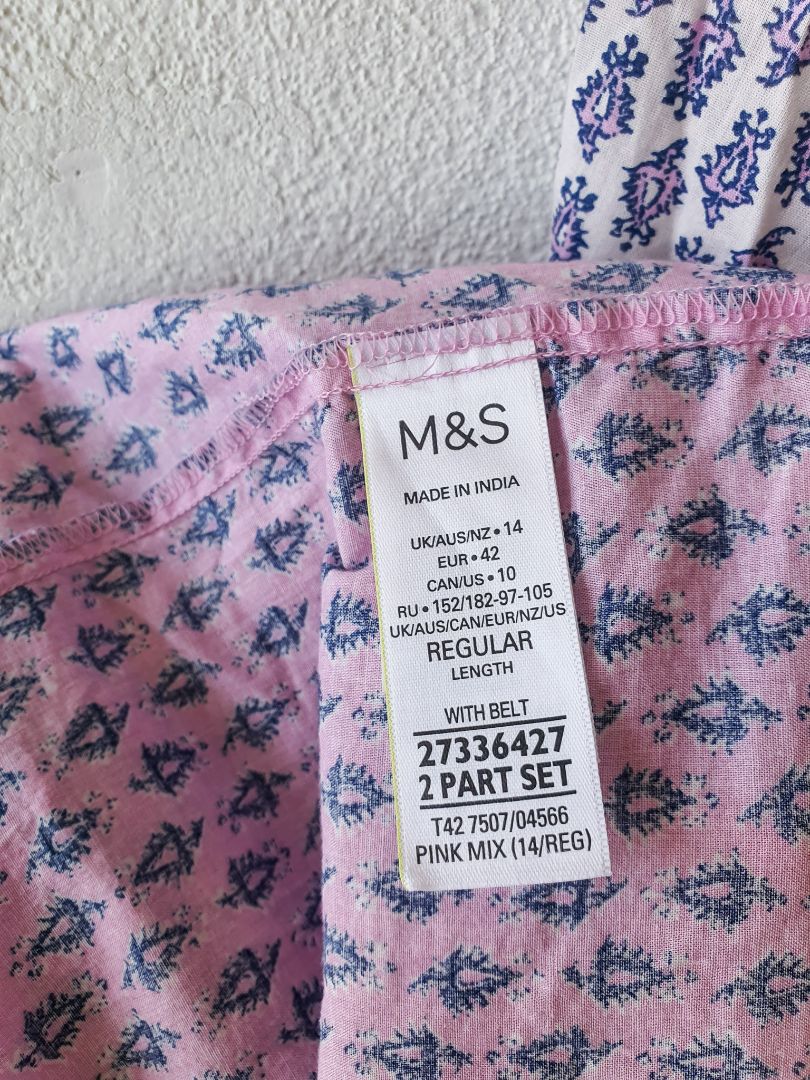 M&S
MADE IN INDIA
UK/AUS/NZ • 14
EUR • 42
CAN/US • 10
RU • 152/182-97-105
UK/AUS/CAN/EUR/NZ/US
REGULAR
LENGTH
WITH BELT
27336427
2 PART SET
T42 7507/04566
PINK MIX (14/REG)